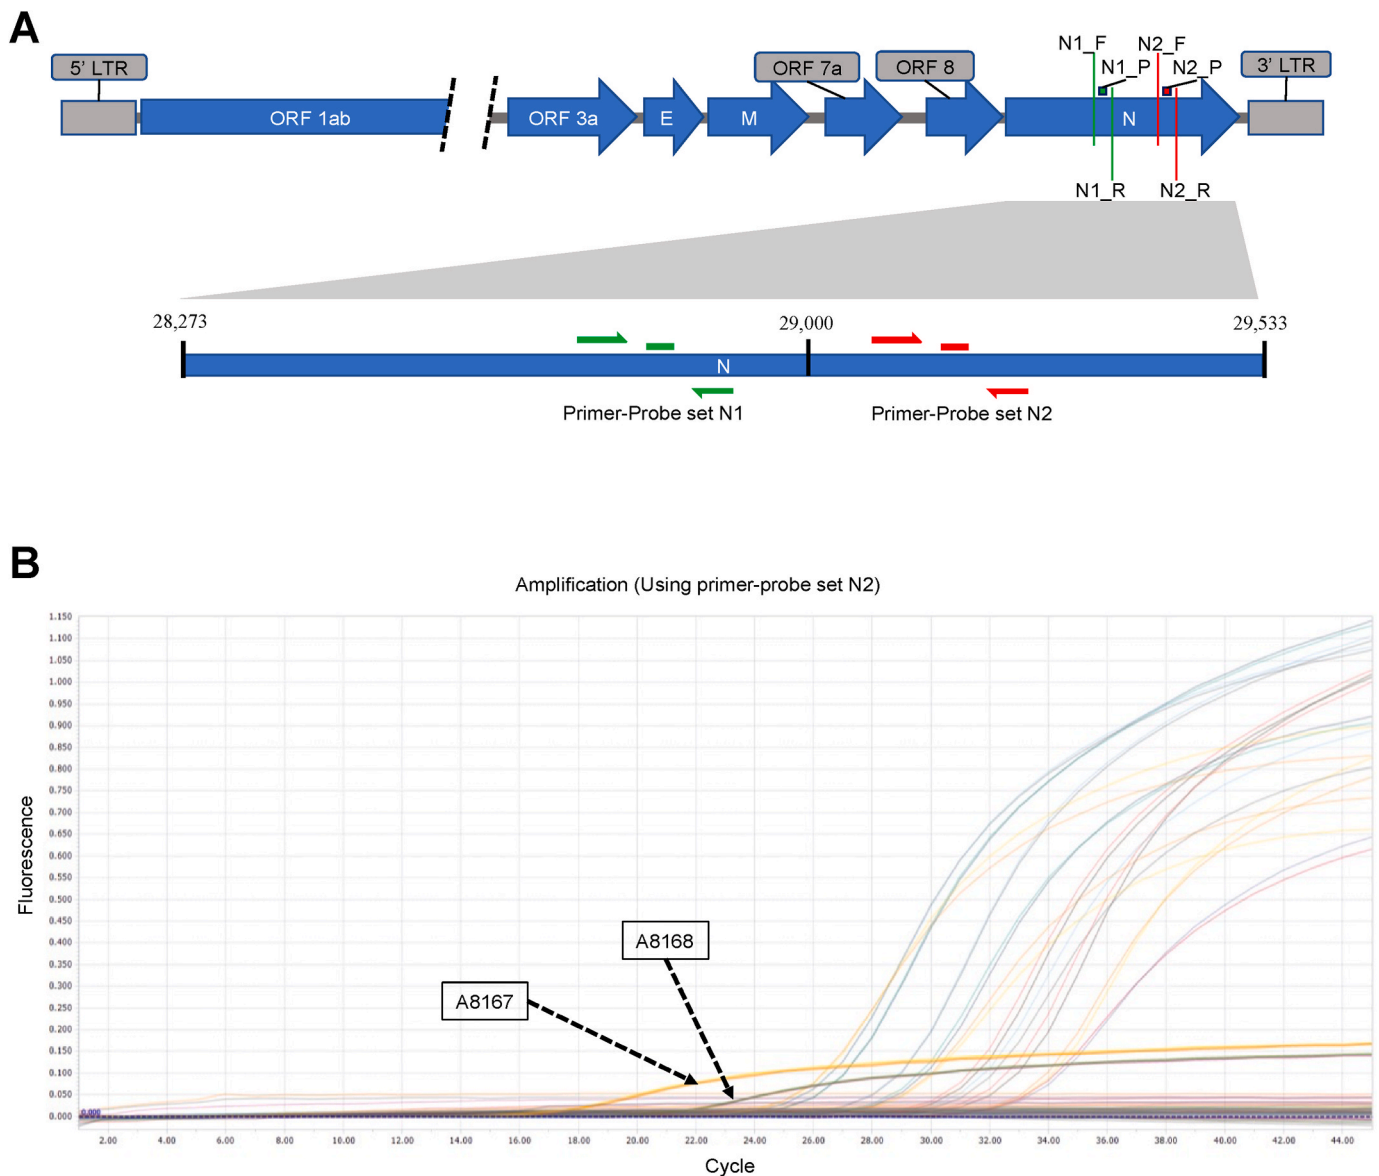 A
5' LTR
ORF 1ab
ORF 3a
E
M
ORF 7a
ORF 8
N1_F
N1_P
N2_F
N2_P
3' LTR
N
N1_R
N2_R
28,273
29,000
29,533
N
Primer-Probe set N1
Primer-Probe set N2
B
Amplification (Using primer-probe set N2)
1.150
1.100
1.050
1.000
0.950
0.900
0.850
0.800
0.750
0.700
0.650
0.600
0.550
0.500
0.450
0.400
0.350
0.300
0.250
0.200
0.150
0.100
0.050
0.000
0.000
Fluorescence
A8168
A8167
2.00 4.00 6.00 8.00 10.00 12.00 14.00 16.00 18.00 20.00 22.00 24.00 26.00 28.00 30.00 32.00 34.00 36.00 38.00 40.00 42.00 44.00
Cycle